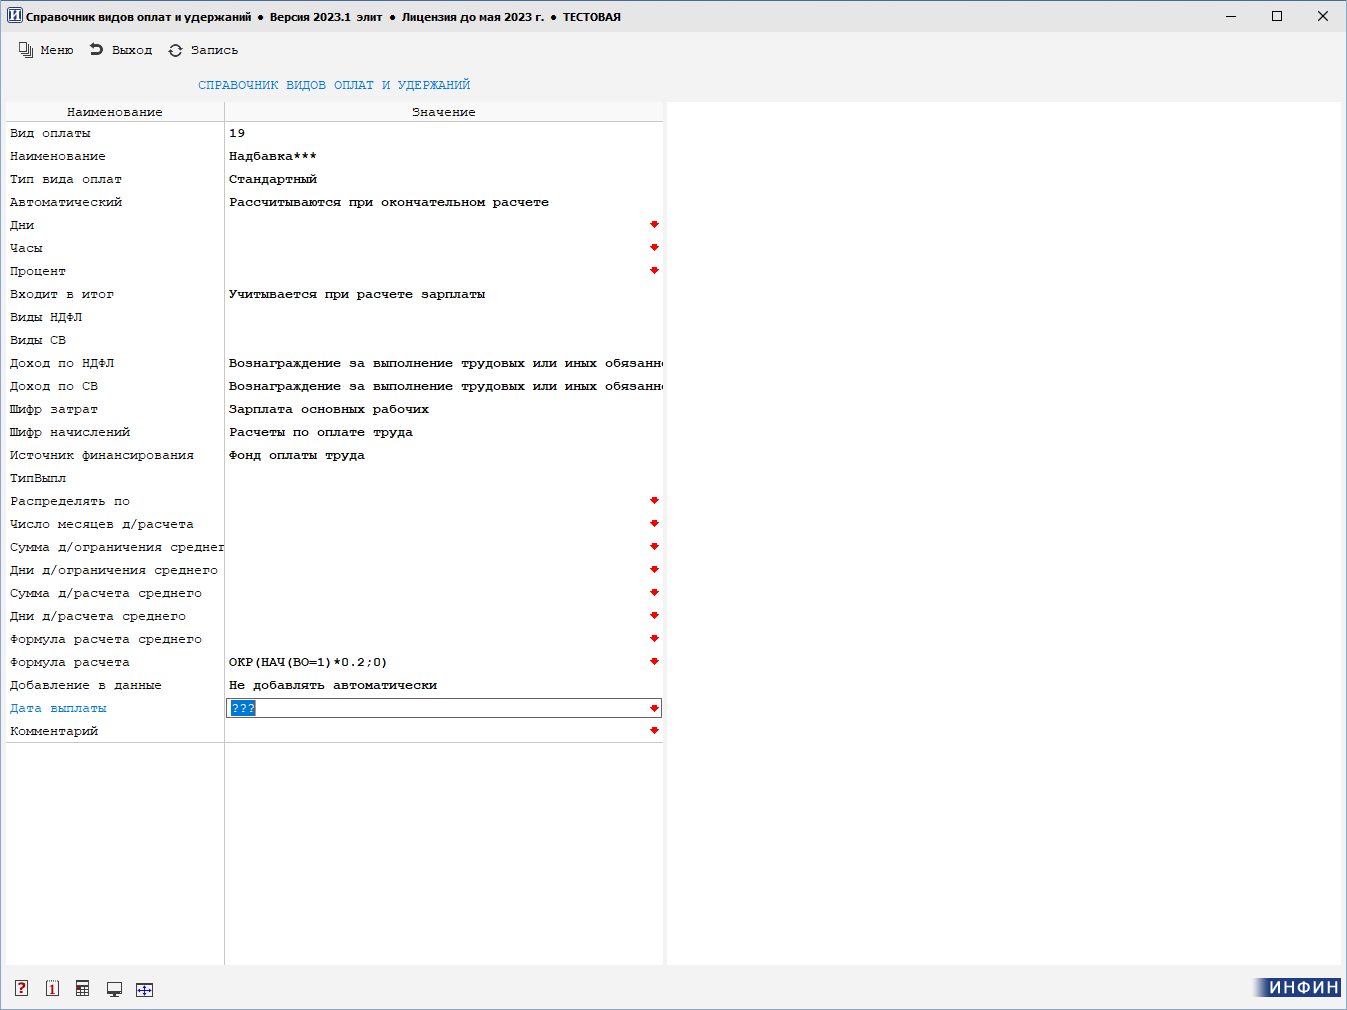 Справочник видов оплат и удержаний ● Версия 2023.1 элит ● Лицензия до мая 2023 г. ● ТЕСТОВАЯ
Меню Выход Запись
СПРАВОЧНИК ВИДОВ ОПЛАТ И УДЕРЖАНИЙ
Наименование Значение
Вид оплаты 19
Наименование Надбавка***
Тип вида оплат Стандартный
Автоматический Рассчитываются при окончательном расчете
Дни
Часы
Процент
Входит в итог Учитывается при расчете зарплаты
Виды НДФЛ
Виды СВ
Доход по НДФЛ Вознаграждение за выполнение трудовых или иных обязанно
Доход по СВ Вознаграждение за выполнение трудовых или иных обязанно
Шифр затрат Зарплата основных рабочих
Шифр начислений Расчеты по оплате труда
Источник финансирования Фонд оплаты труда
ТипВыпл
Распределять по
Число месяцев д/расчета
Сумма д/ограничения среднег
Дни д/ограничения среднего
Сумма д/расчета среднего
Дни д/расчета среднего
Формула расчета среднего
Формула расчета ОКР(НАЧ(ВО=1)*0.2;0)
Добавление в данные Не добавлять автоматически
Дата выплаты ???
Комментарий
ИНФИН